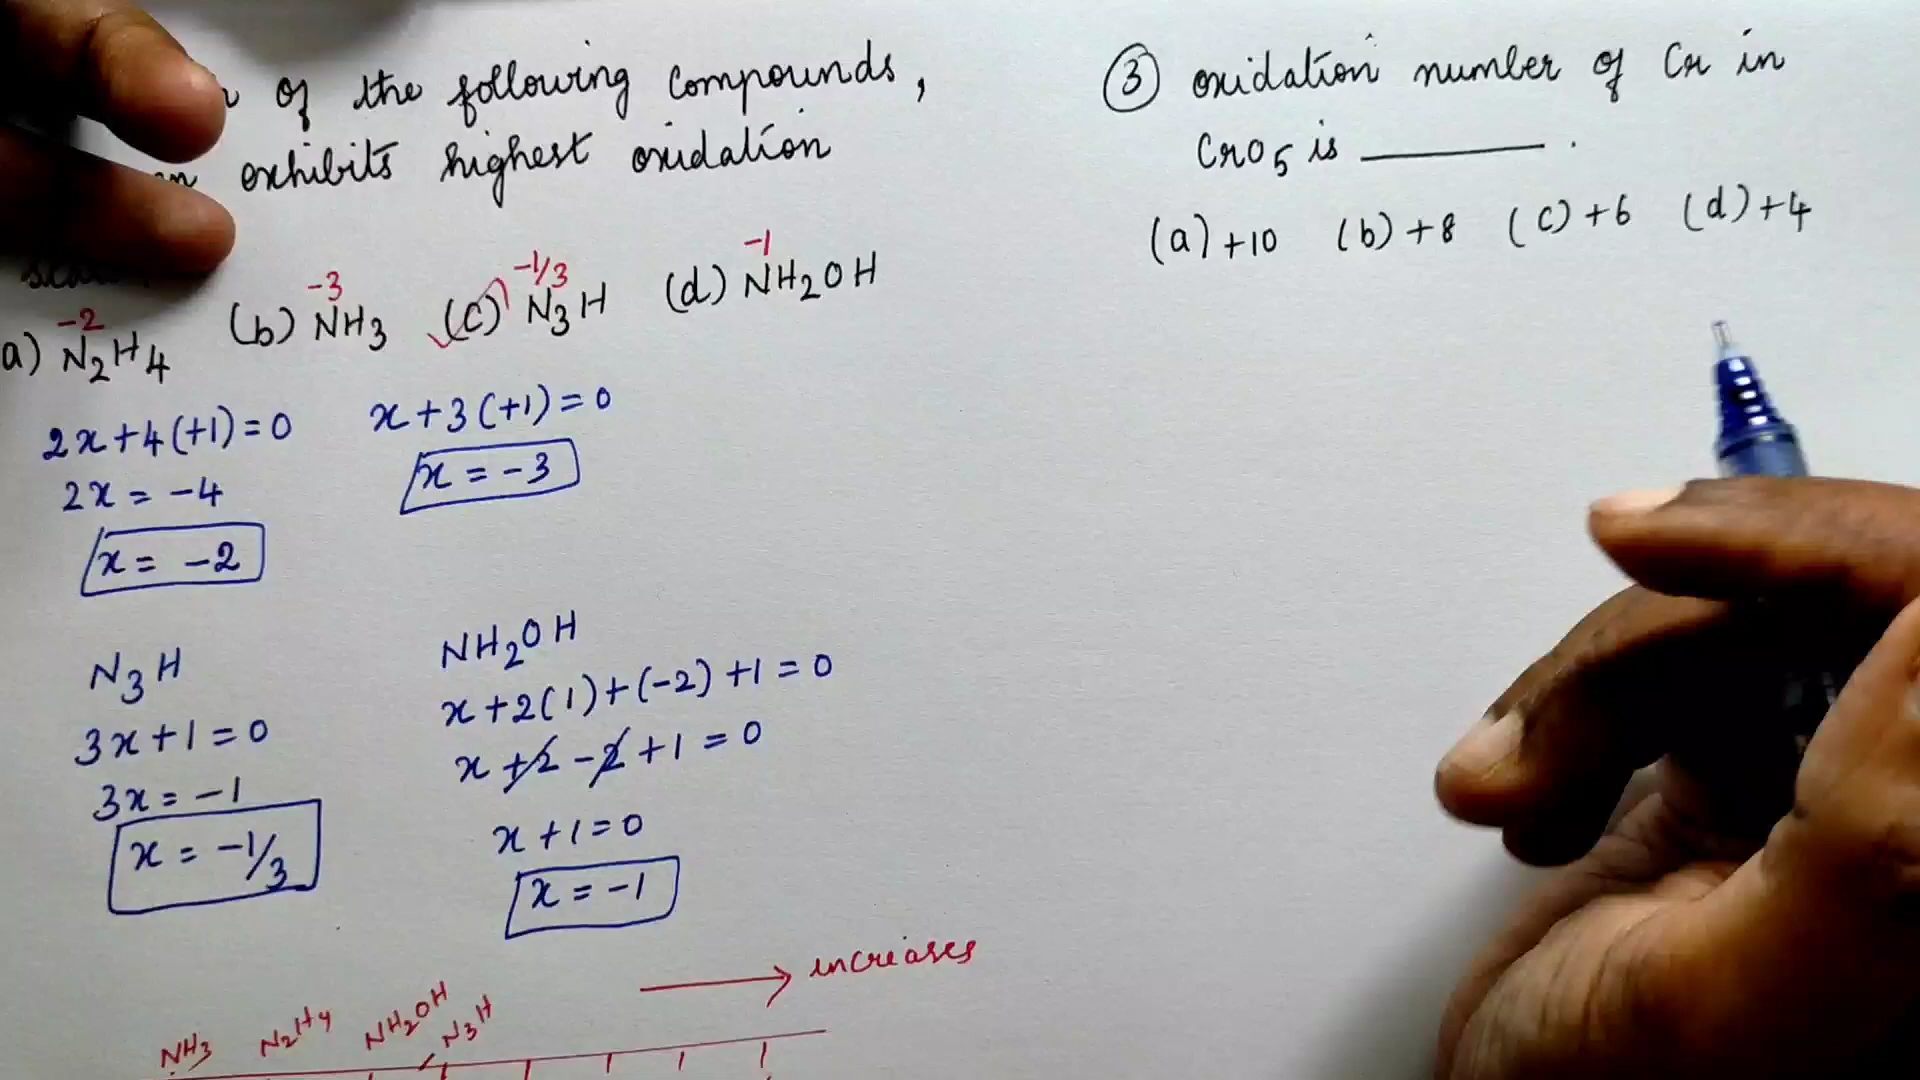 of the following compounds,
exhibits highest oxidation
-2 -3 -1/3 -1
a) N2H4 (b) NH3 (c) N3H (d) NH2OH
2x+4(+1)=0
2x = -4
x = -2
x+3(+1)=0
x = -3
N3H
3x+1=0
3x = -1
x = -1/3
NH2OH
x+2(1)+(-2)+1=0
x+2-2+1=0
x+1=0
x = -1
increases
NH3 N2H4 NH2OH N3H
③ oxidation number of Cr in
CrO5 is ______ .
(a)+10 (b)+8 (c)+6 (d)+4